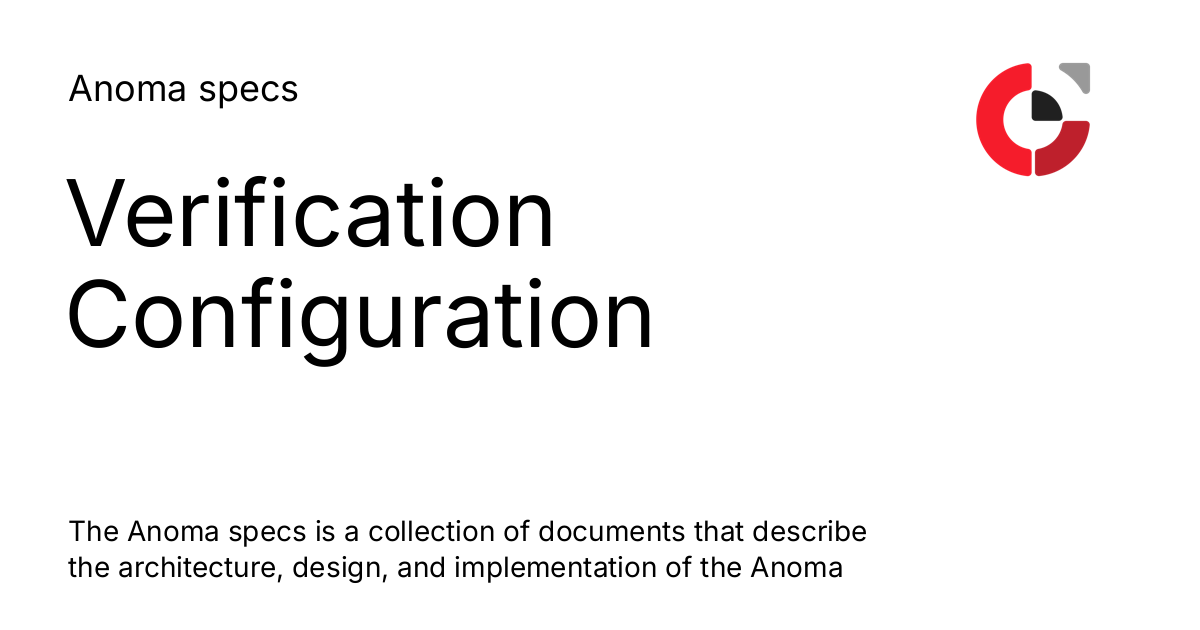 Anoma specs
Verification
Configuration
The Anoma specs is a collection of documents that describe
the architecture, design, and implementation of the Anoma